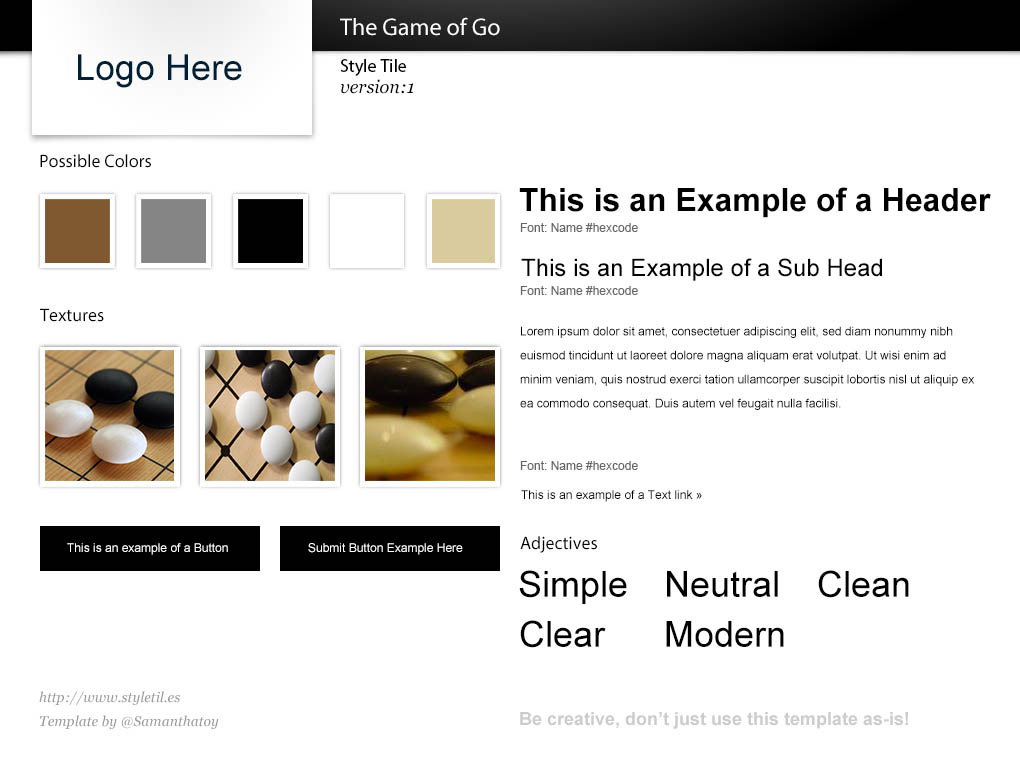 The Game of Go
Logo Here
Style Tile
version:1
Possible Colors
This is an Example of a Header
Font: Name #hexcode
This is an Example of a Sub Head
Font: Name #hexcode
Textures
Lorem ipsum dolor sit amet, consectetuer adipiscing elit, sed diam nonummy nibh
euismod tincidunt ut laoreet dolore magna aliquam erat volutpat. Ut wisi enim ad
minim veniam, quis nostrud exerci tation ullamcorper suscipit lobortis nisl ut aliquip ex
ea commodo consequat. Duis autem vel feugait nulla facilisi.
Font: Name #hexcode
This is an example of a Text link »
This is an example of a Button
Submit Button Example Here
Adjectives
Simple Neutral Clean
Clear Modern
http://www.styletil.es
Template by @Samanthatoy
Be creative, don’t just use this template as-is!